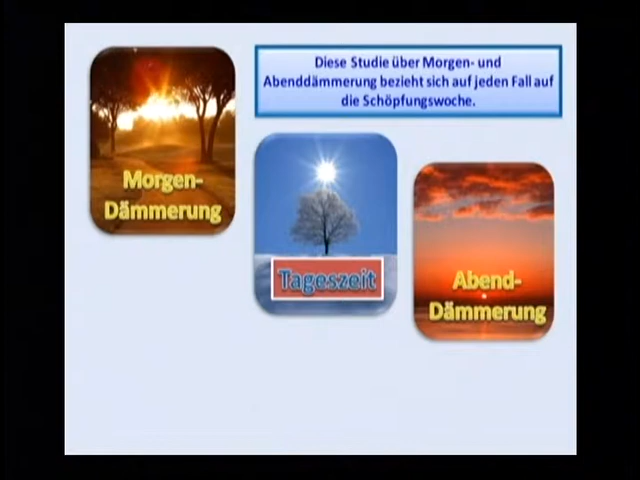 Diese Studie über Morgen- und
Abenddämmerung bezieht sich auf jeden Fall auf
die Schöpfungswoche.
Morgen-
Dämmerung
Tageszeit
Abend-
Dämmerung